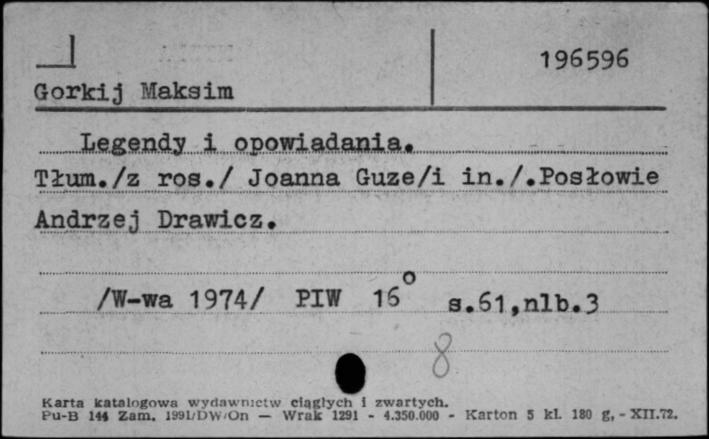 196596
Gorkij Maksim
Legendy i opowiadania.
Tłum./z ros./ Joanna Guze/i in./.Posłowie
Andrzej Drawicz.
/W-wa 1974/ PIW 16° s.61,nlb.3
8
Karta katalogowa wydawnictw ciągłych i zwartych.
Pu-B 144 Zam. 1991/DW/On — Wrak 1291 - 4.350.000 - Karton 5 kl. 180 g, - XII.72.